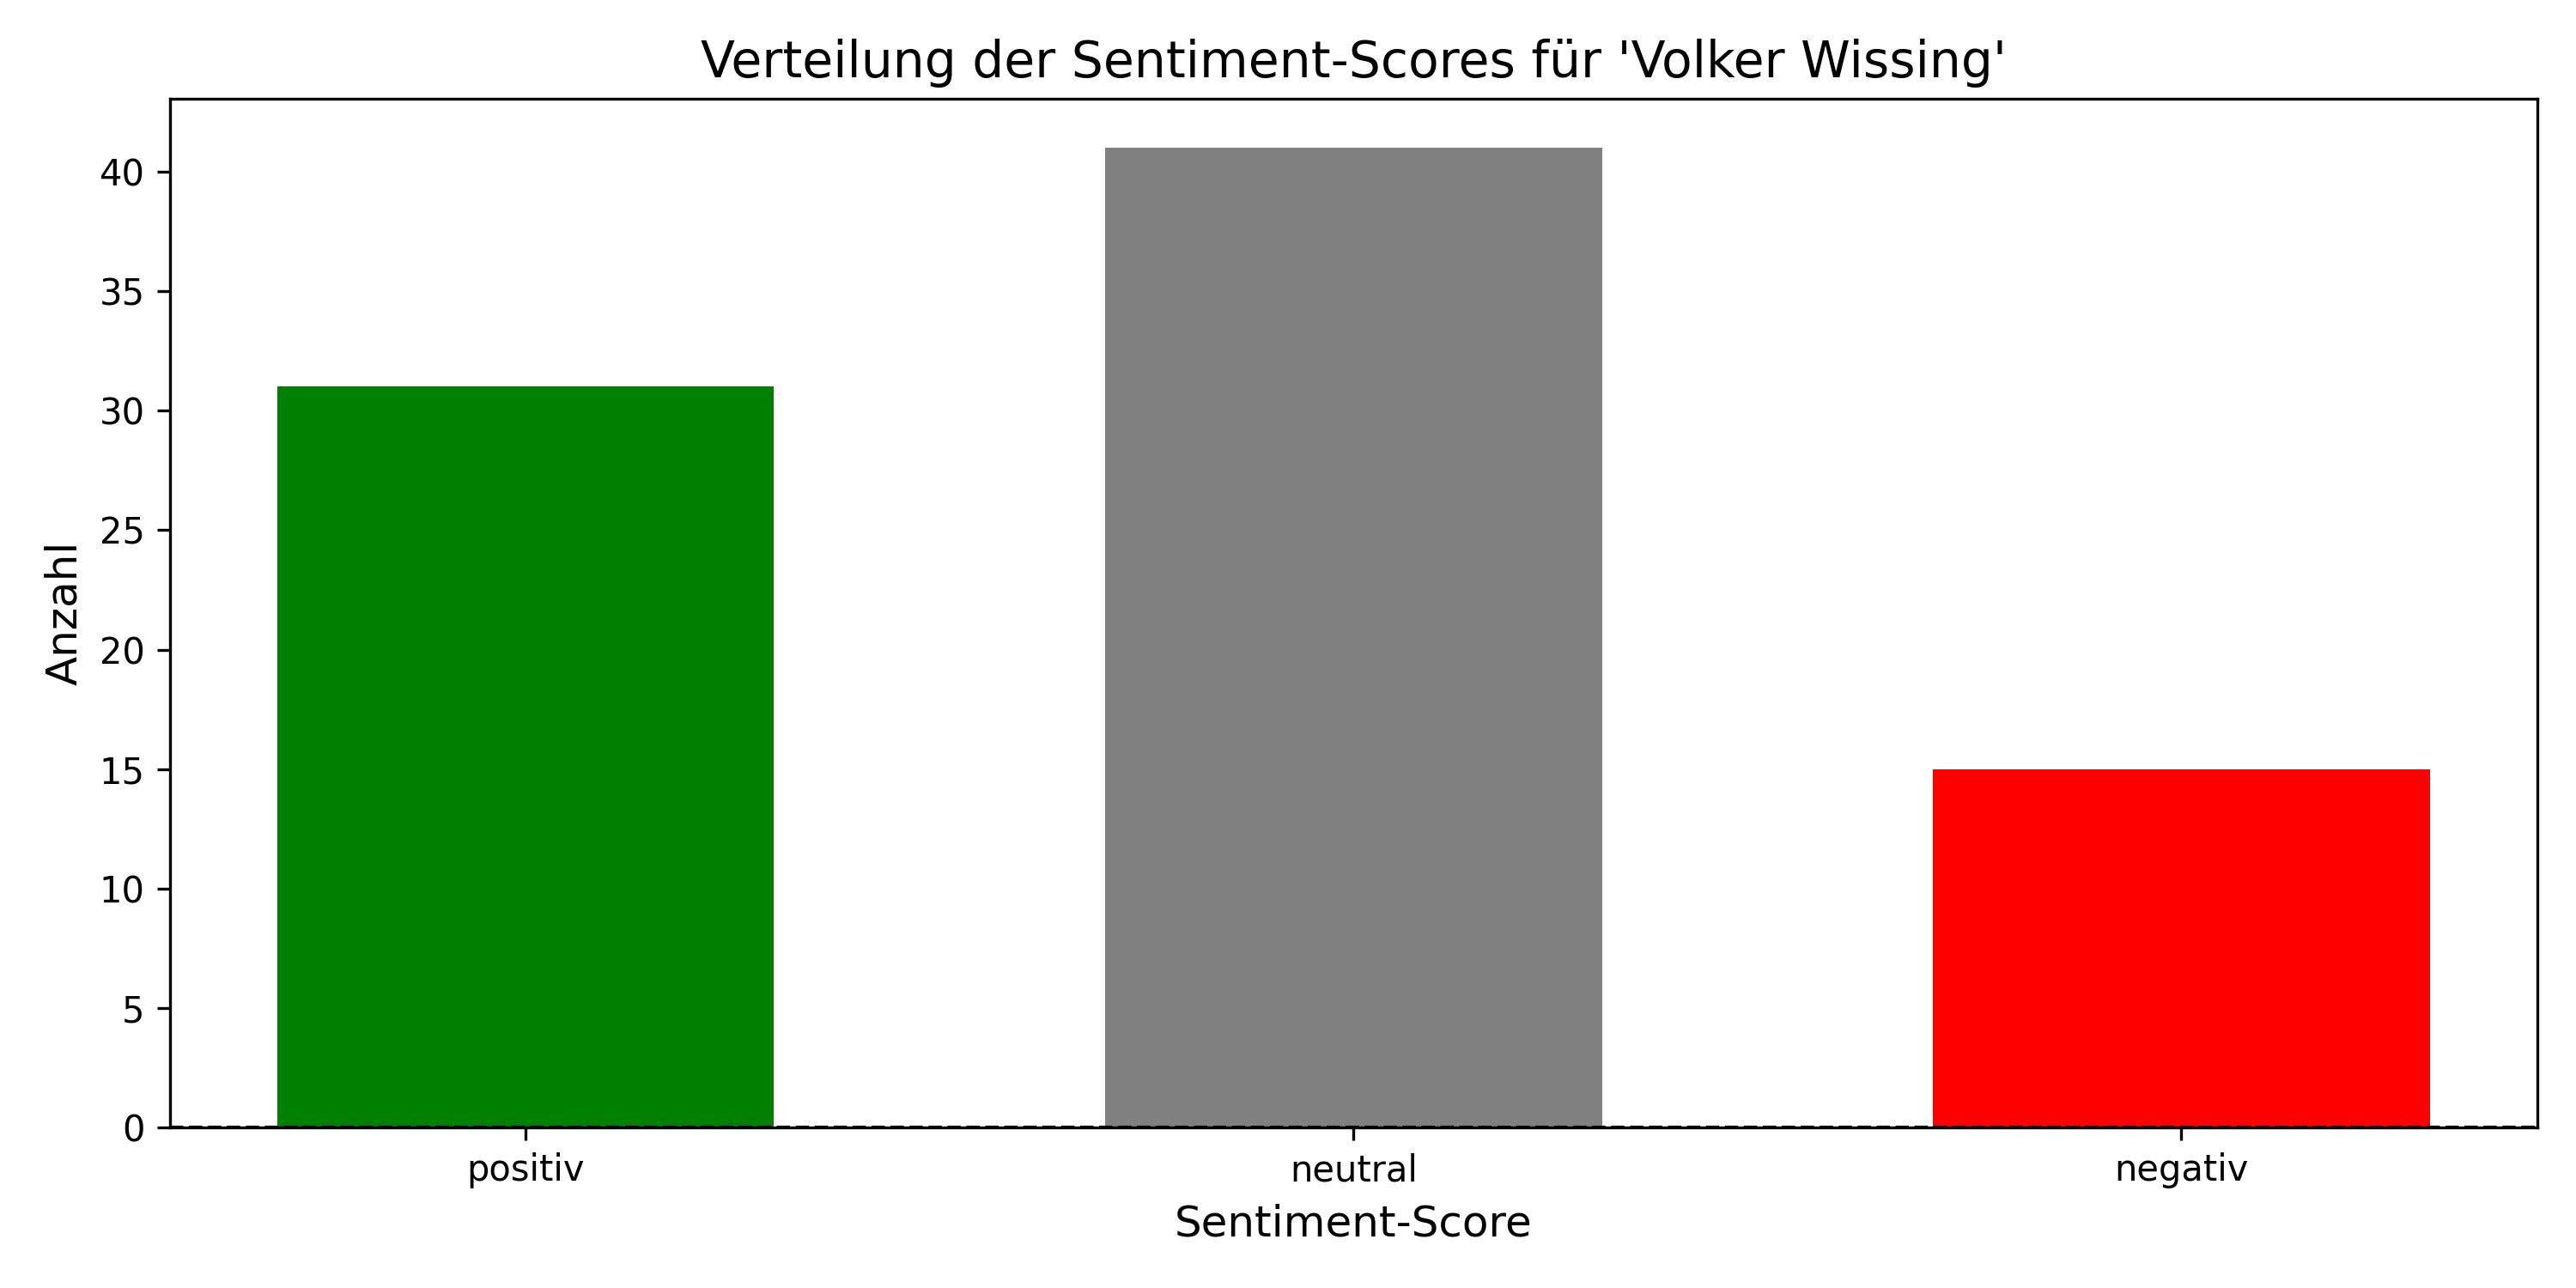 Verteilung der Sentiment-Scores für 'Volker Wissing'
Anzahl
40
35
30
25
20
15
10
5
0
positiv neutral negativ
Sentiment-Score